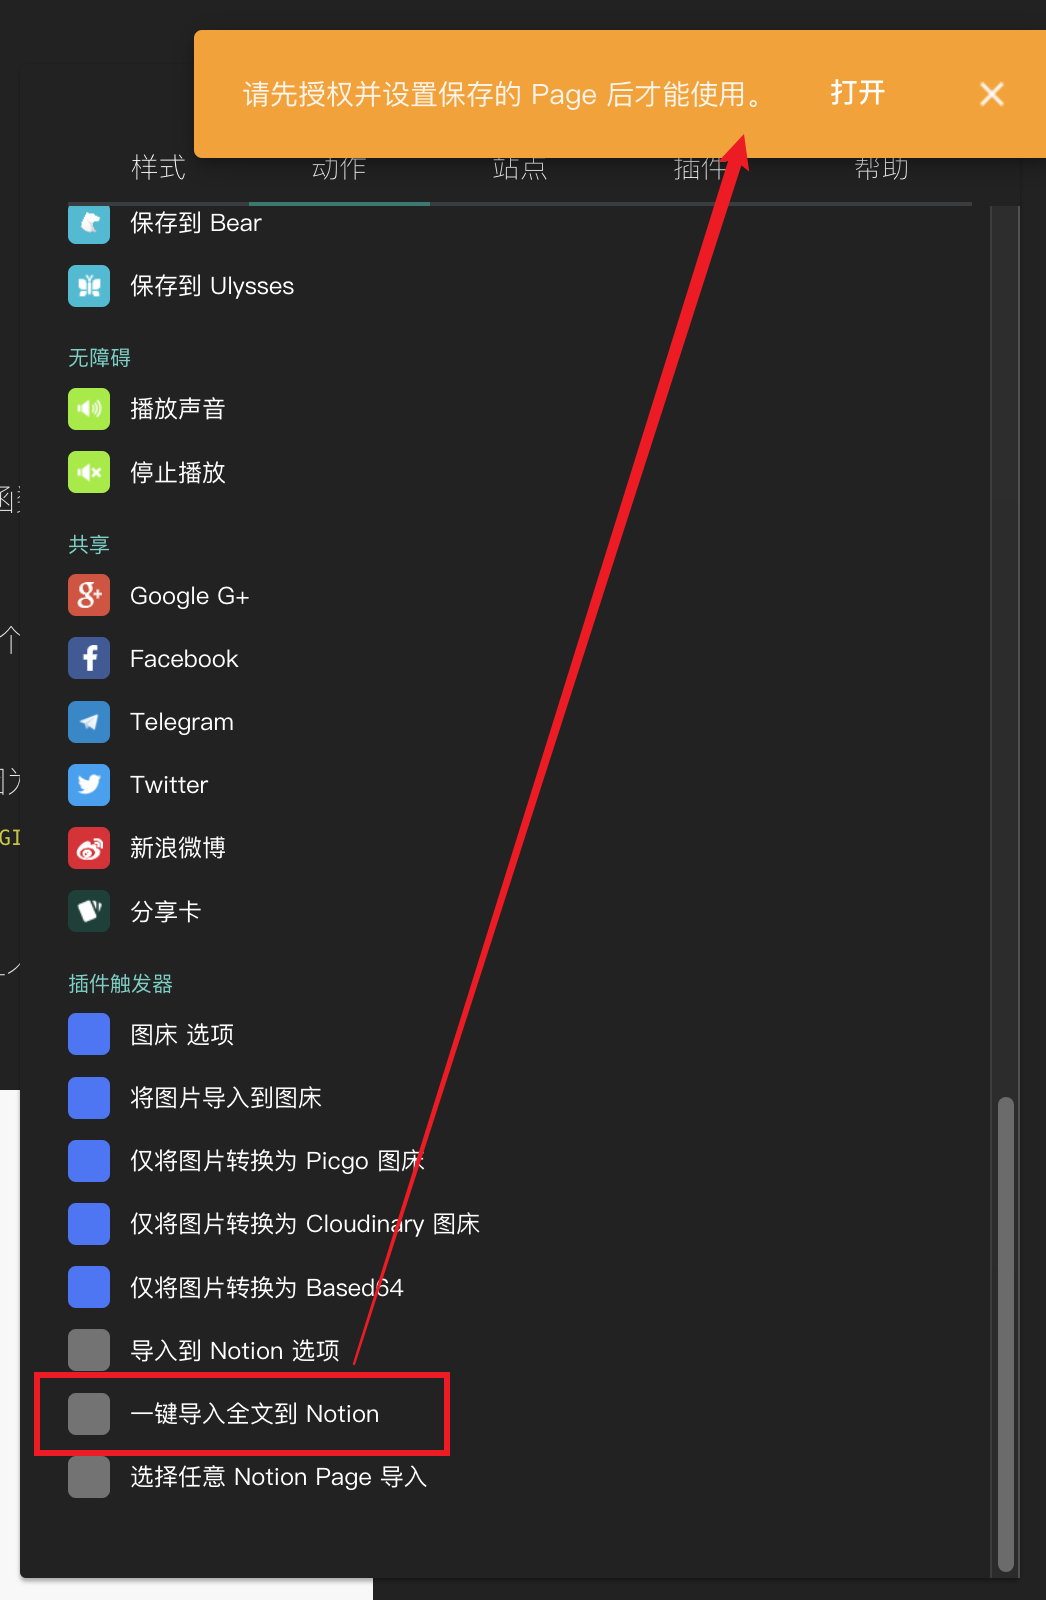 请先授权并设置保存的 Page 后才能使用。 打开
样式 动作 站点 插件 帮助
保存到 Bear
保存到 Ulysses
无障碍
播放声音
停止播放
共享
Google G+
Facebook
Telegram
Twitter
新浪微博
分享卡
插件触发器
图床 选项
将图片导入到图床
仅将图片转换为 Picgo 图床
仅将图片转换为 Cloudinary 图床
仅将图片转换为 Based64
导入到 Notion 选项
一键导入全文到 Notion
选择任意 Notion Page 导入
函
个
GI